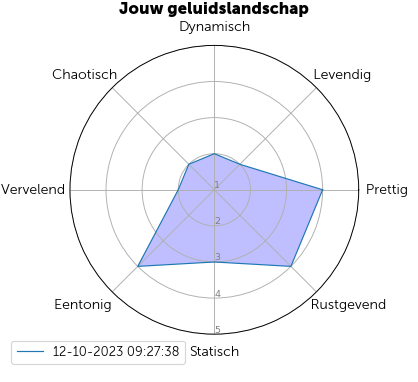 Jouw geluidslandschap
Dynamisch
Chaotisch
Levendig
Vervelend
Prettig
1
2
3
4
5
Eentonig
Rustgevend
Statisch
12-10-2023 09:27:38